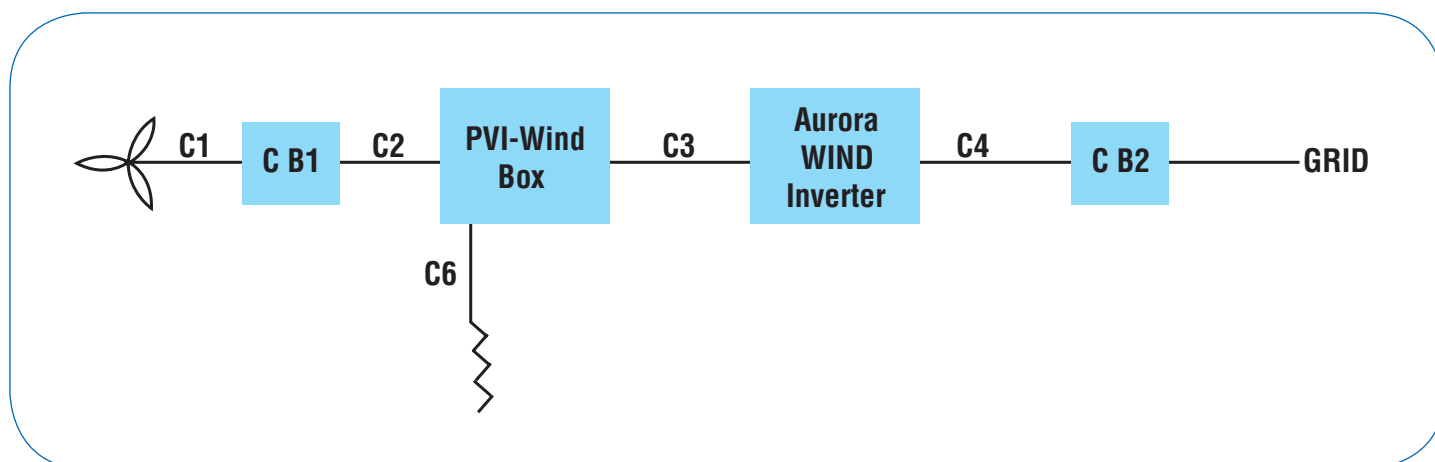 C1
C B1
C2
PVI-Wind
Box
C3
Aurora
WIND
Inverter
C4
C B2
GRID
C6